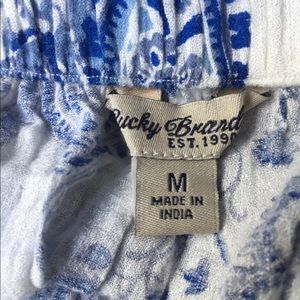 Lucky Brand
EST. 1990
M
MADE IN
INDIA